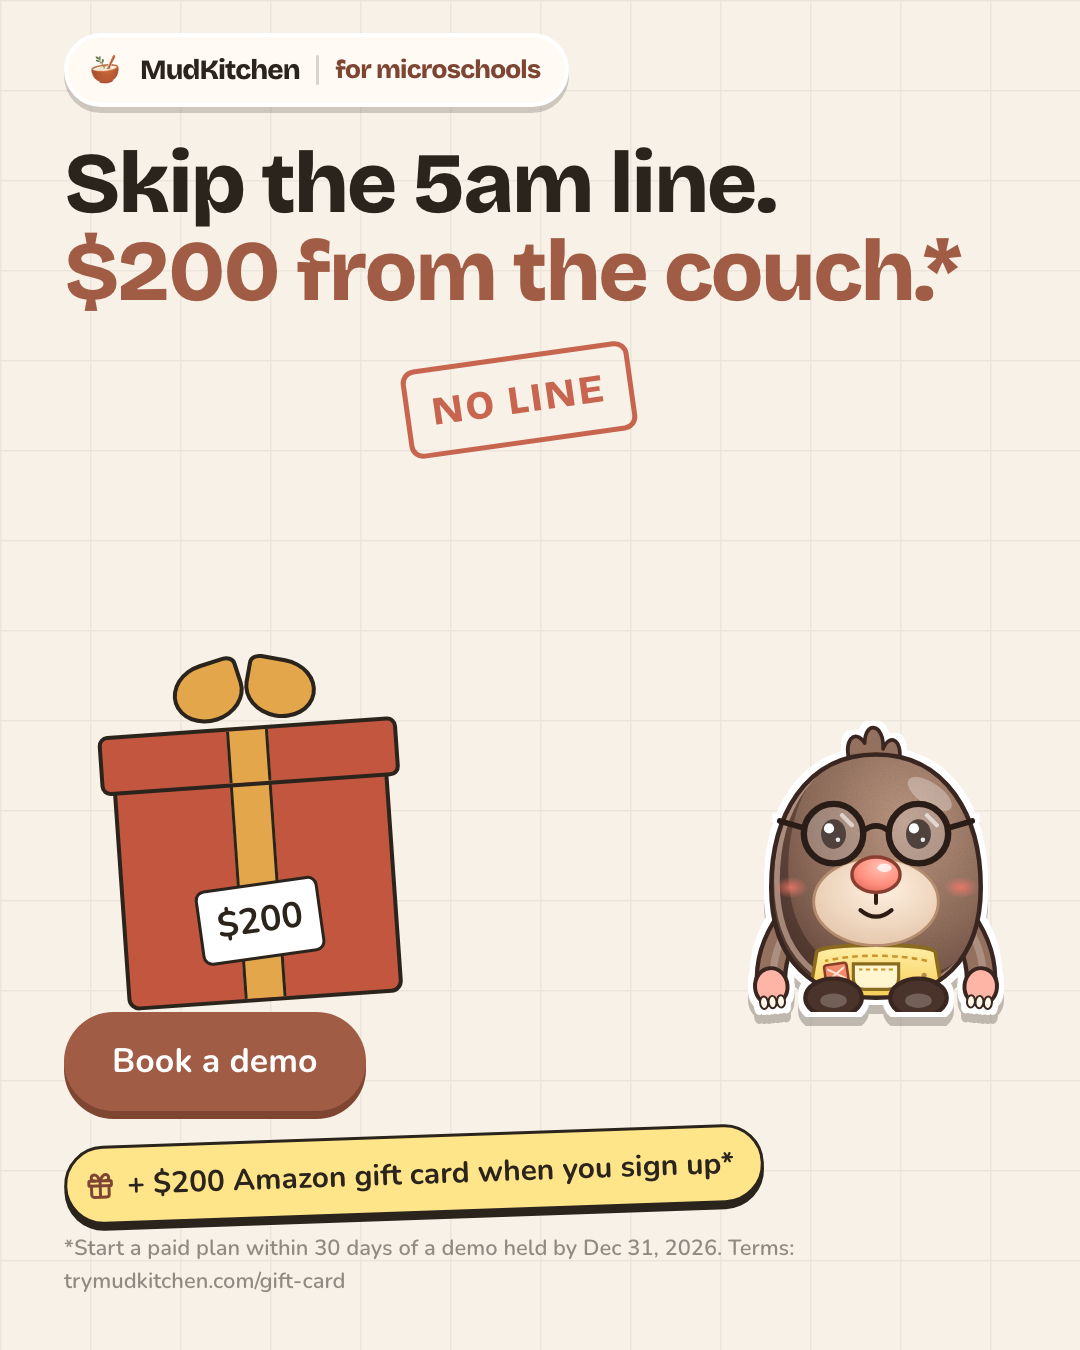 MudKitchen | for microschools
Skip the 5am line.
$200 from the couch.*
NO LINE
$200
Book a demo
+ $200 Amazon gift card when you sign up*
*Start a paid plan within 30 days of a demo held by Dec 31, 2026. Terms:
trymudkitchen.com/gift-card